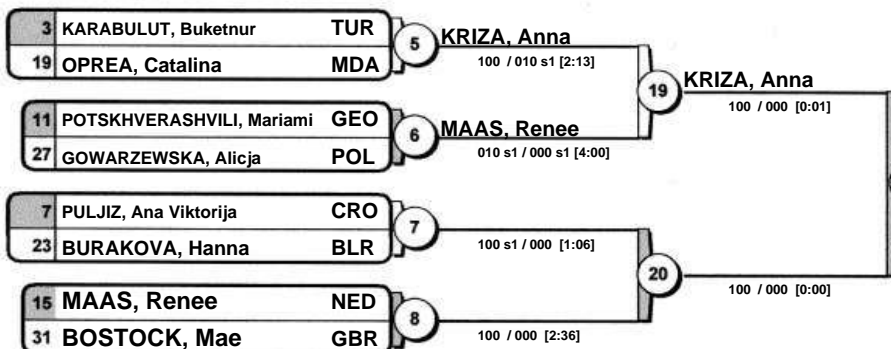 3 KARABULUT, Buketnur TUR
19 OPREA, Catalina MDA
5
KRIZA, Anna
100 / 010 s1 [2:13]
11 POTSKHVERASHVILI, Mariami GEO
27 GOWARZEWSKA, Alicja POL
6
MAAS, Renee
010 s1 / 000 s1 [4:00]
19
KRIZA, Anna
100 / 000 [0:01]
7 PULJIZ, Ana Viktorija CRO
23 BURAKOVA, Hanna BLR
7
100 s1 / 000 [1:06]
15 MAAS, Renee NED
31 BOSTOCK, Mae GBR
8
100 / 000 [2:36]
20
100 / 000 [0:00]